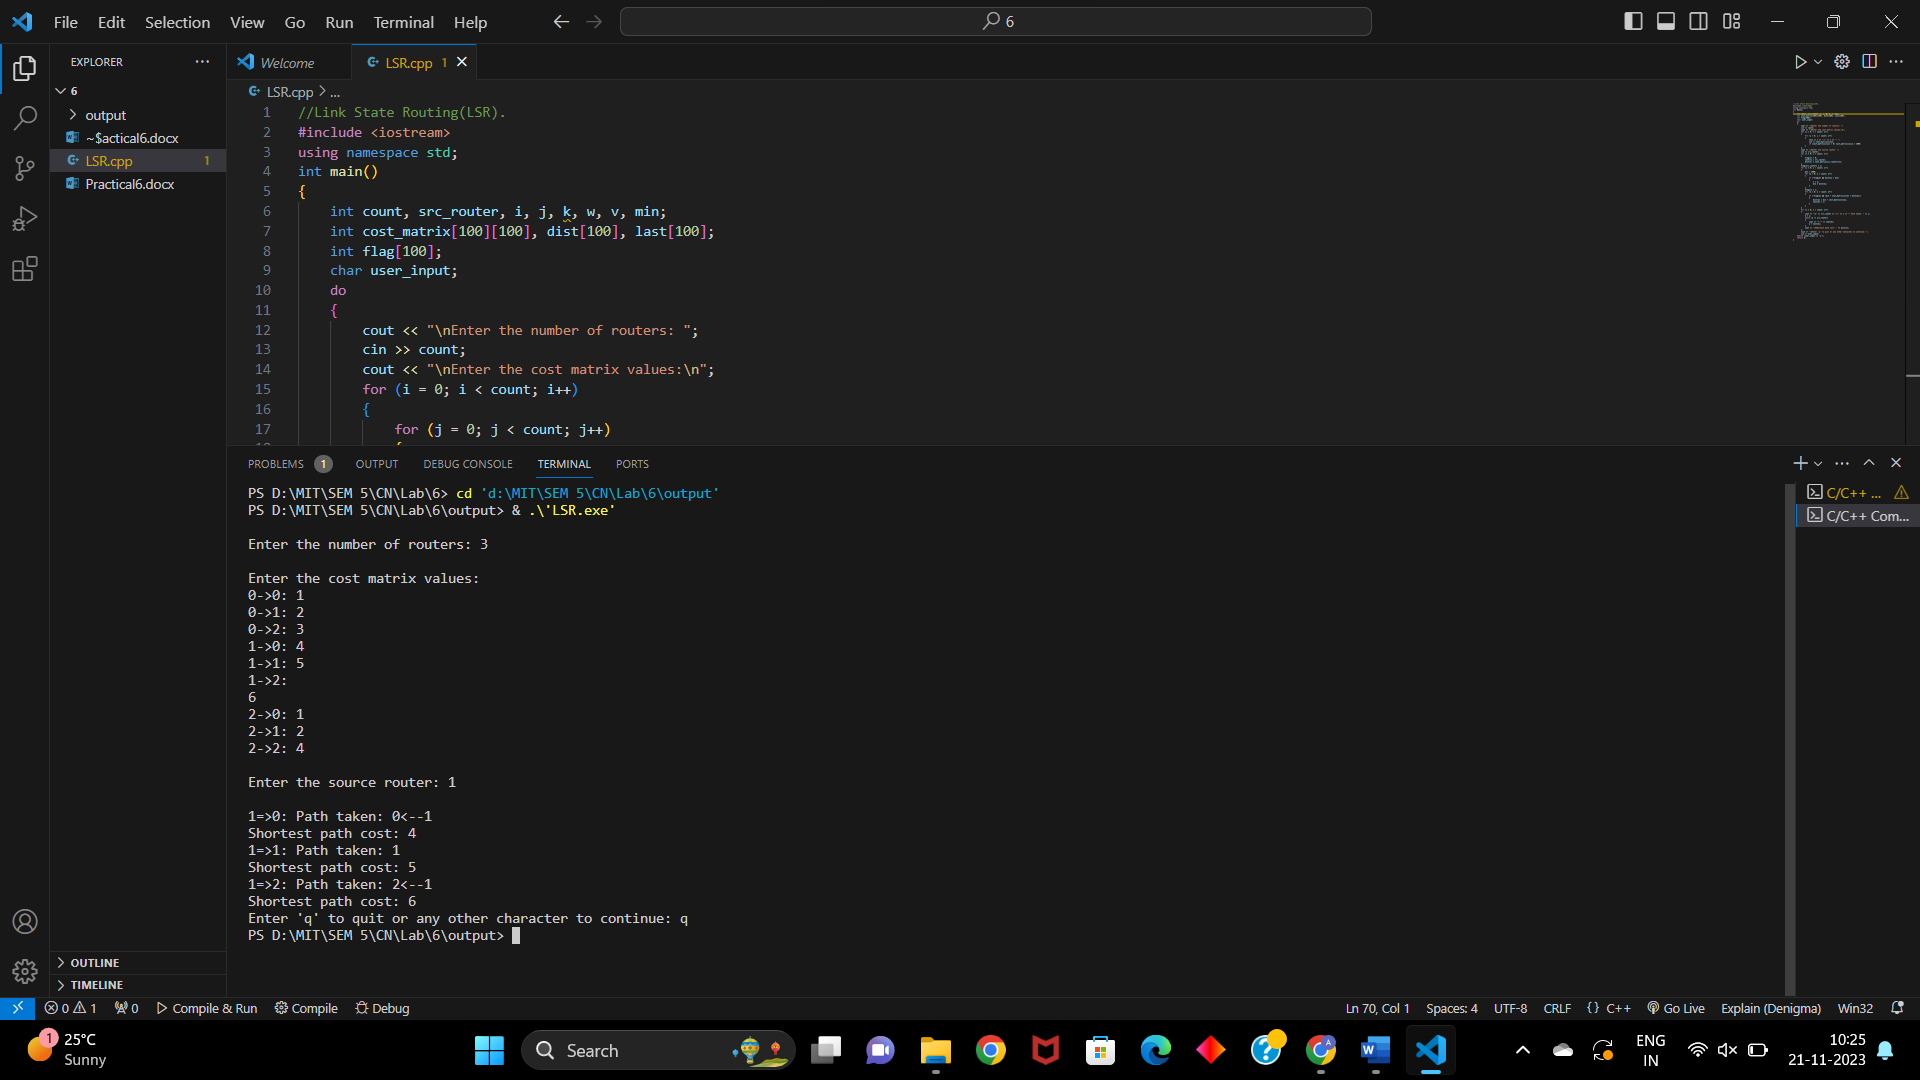 File Edit Selection View Go Run Terminal Help
6
EXPLORER
Welcome
LSR.cpp 1
6
output
~$actical6.docx
LSR.cpp 1
Practical6.docx
LSR.cpp > ...
1 //Link State Routing(LSR).
2 #include <iostream>
3 using namespace std;
4 int main()
5 {
6 int count, src_router, i, j, k, w, v, min;
7 int cost_matrix[100][100], dist[100], last[100];
8 int flag[100];
9 char user_input;
10 do
11 {
12 cout << "\nEnter the number of routers: ";
13 cin >> count;
14 cout << "\nEnter the cost matrix values:\n";
15 for (i = 0; i < count; i++)
16 {
17 for (j = 0; j < count; j++)
PROBLEMS 1 OUTPUT DEBUG CONSOLE TERMINAL PORTS
PS D:\MIT\SEM 5\CN\Lab\6> cd 'd:\MIT\SEM 5\CN\Lab\6\output'
PS D:\MIT\SEM 5\CN\Lab\6\output> & .\'LSR.exe'
Enter the number of routers: 3
Enter the cost matrix values:
0->0: 1
0->1: 2
0->2: 3
1->0: 4
1->1: 5
1->2:
6
2->0: 1
2->1: 2
2->2: 4
Enter the source router: 1
1=>0: Path taken: 0<--1
Shortest path cost: 4
1=>1: Path taken: 1
Shortest path cost: 5
1=>2: Path taken: 2<--1
Shortest path cost: 6
Enter 'q' to quit or any other character to continue: q
PS D:\MIT\SEM 5\CN\Lab\6\output>
C/C++ ...
C/C++ Com...
OUTLINE
TIMELINE
0 1 0 Compile & Run Compile Debug
Ln 70, Col 1 Spaces: 4 UTF-8 CRLF {} C++ Go Live Explain (Denigma) Win32
1
25°C
Sunny
Search
ENG
IN
10:25
21-11-2023